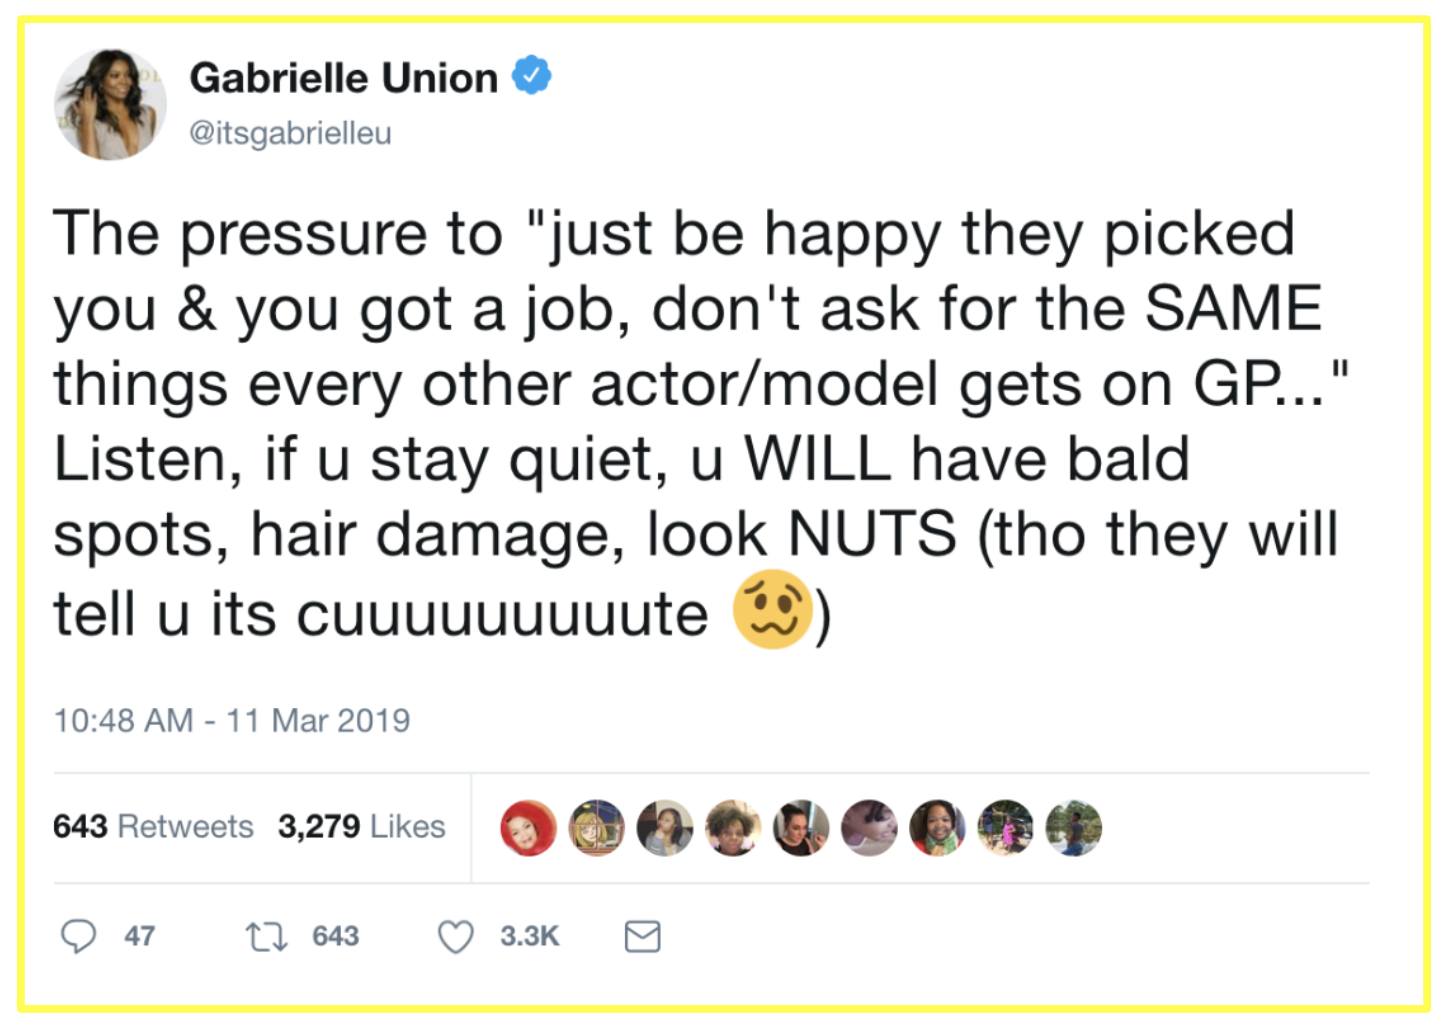 Gabrielle Union
@itsgabrielleu
The pressure to "just be happy they picked
you & you got a job, don't ask for the SAME
things every other actor/model gets on GP..."
Listen, if u stay quiet, u WILL have bald
spots, hair damage, look NUTS (tho they will
tell u its cuuuuuuuuuute 🥴)
10:48 AM - 11 Mar 2019
643 Retweets 3,279 Likes
47 643 3.3K